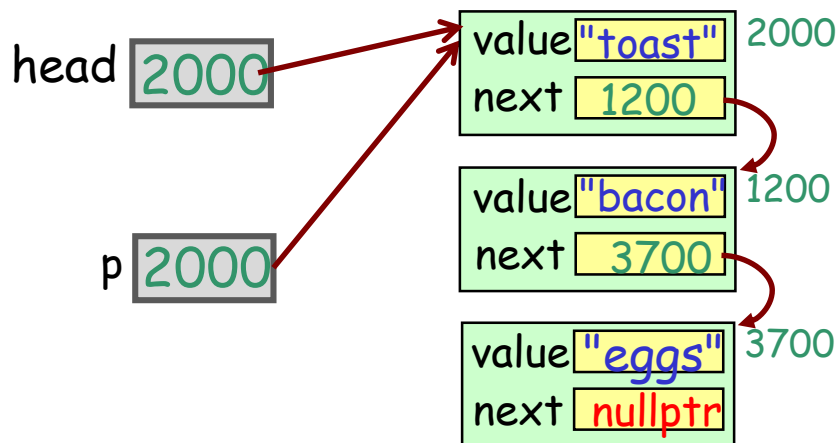 head 2000
value "toast" 2000
next 1200
value "bacon" 1200
next 3700
p 2000
value "eggs" 3700
next nullptr